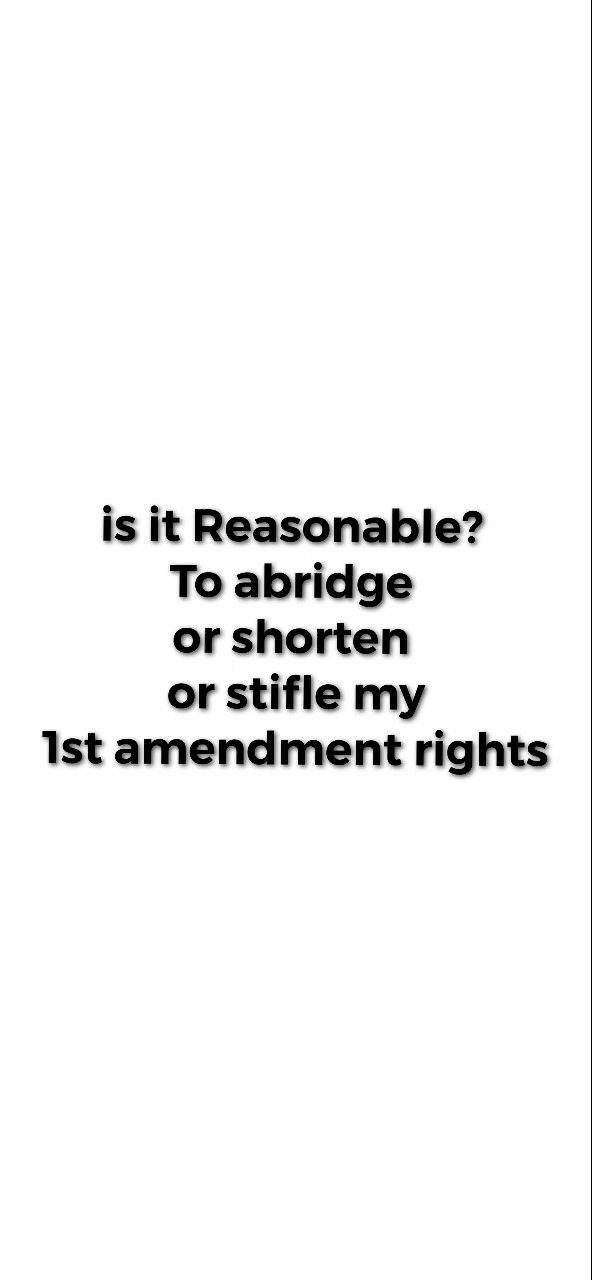 is it Reasonable?
To abridge
or shorten
or stifle my
1st amendment rights